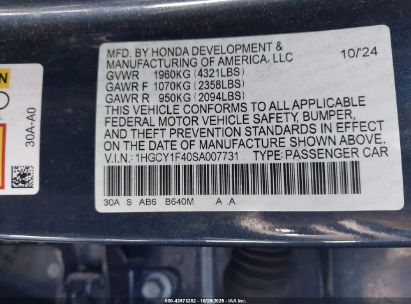 MFD. BY HONDA DEVELOPMENT & 10/24
MANUFACTURING OF AMERICA, LLC
GVWR 1960KG (4321LBS)
GAWR F 1070KG (2358LBS)
GAWR R 950KG (2094LBS)
THIS VEHICLE CONFORMS TO ALL APPLICABLE
FEDERAL MOTOR VEHICLE SAFETY, BUMPER,
AND THEFT PREVENTION STANDARDS IN EFFECT
ON THE DATE OF MANUFACTURE SHOWN ABOVE.
V.I.N.: 1HGCY1F40SA007731 TYPE: PASSENGER CAR
30A S AB6 B640M .A .A
30A-A0